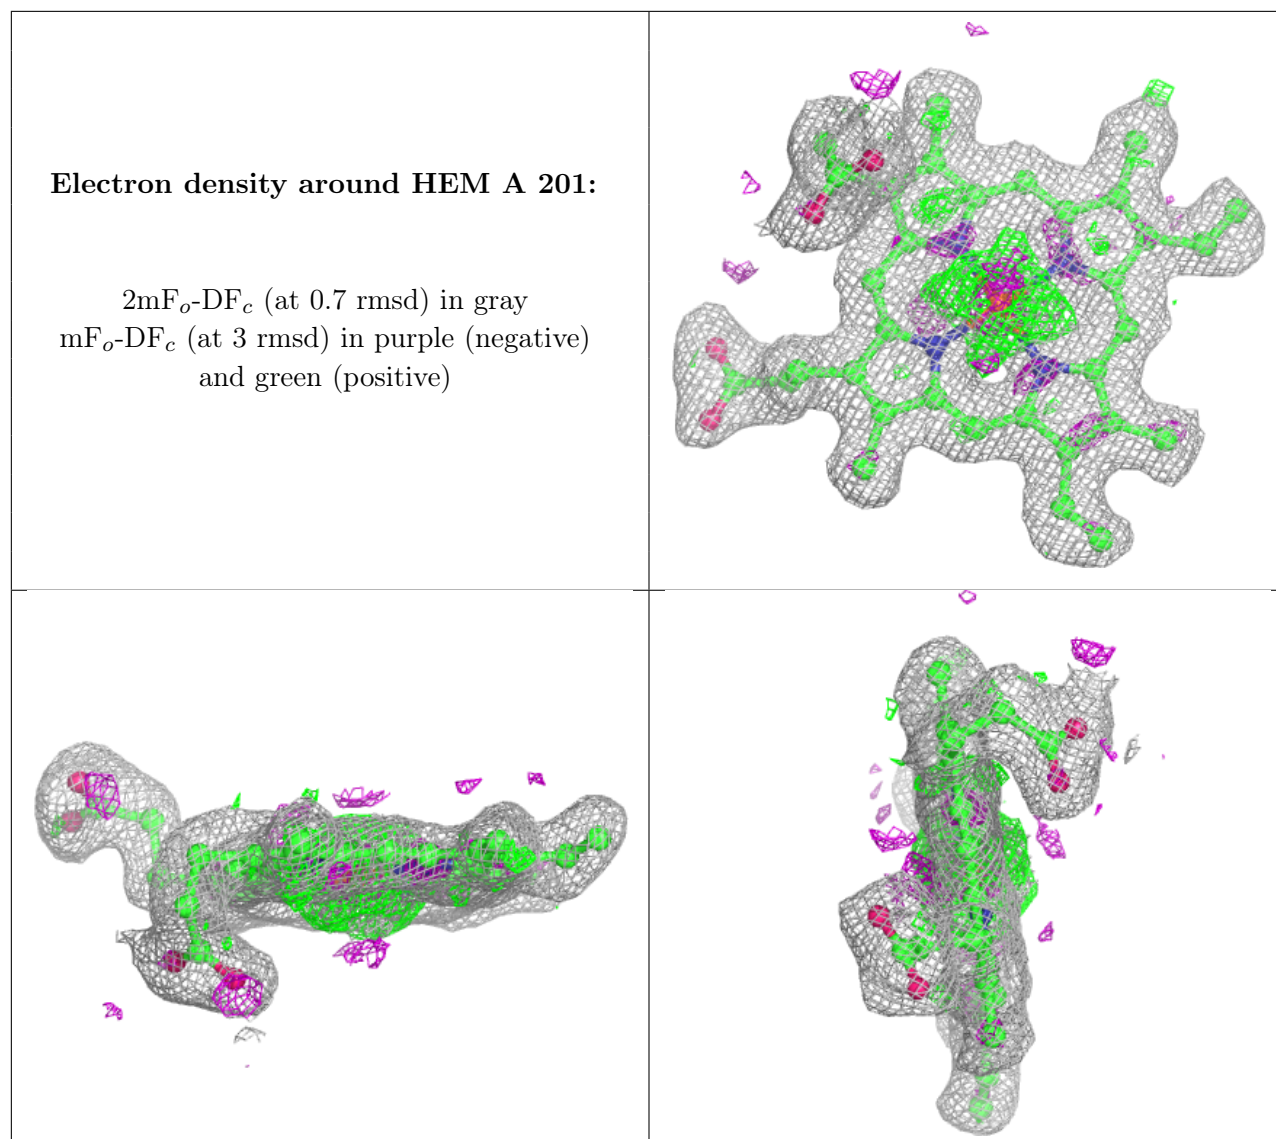 Electron density around HEM A 201:
2mFo-DFc (at 0.7 rmsd) in gray
mFo-DFc (at 3 rmsd) in purple (negative)
and green (positive)